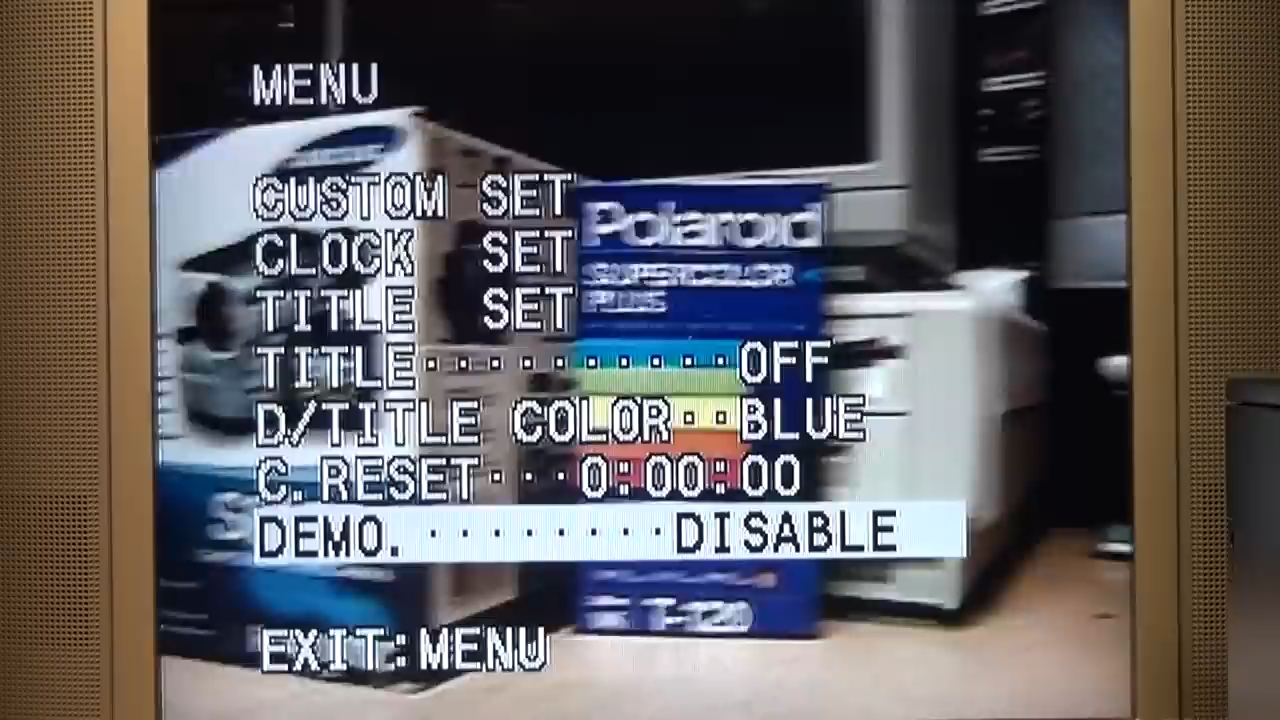 MENU
CUSTOM SET
CLOCK SET
TITLE SET
TITLE··········OFF
D/TITLE COLOR··BLUE
C.RESET···0:00:00
DEMO.········DISABLE
EXIT:MENU
Polaroid
SUPERCOLOR
PLUS
T-120